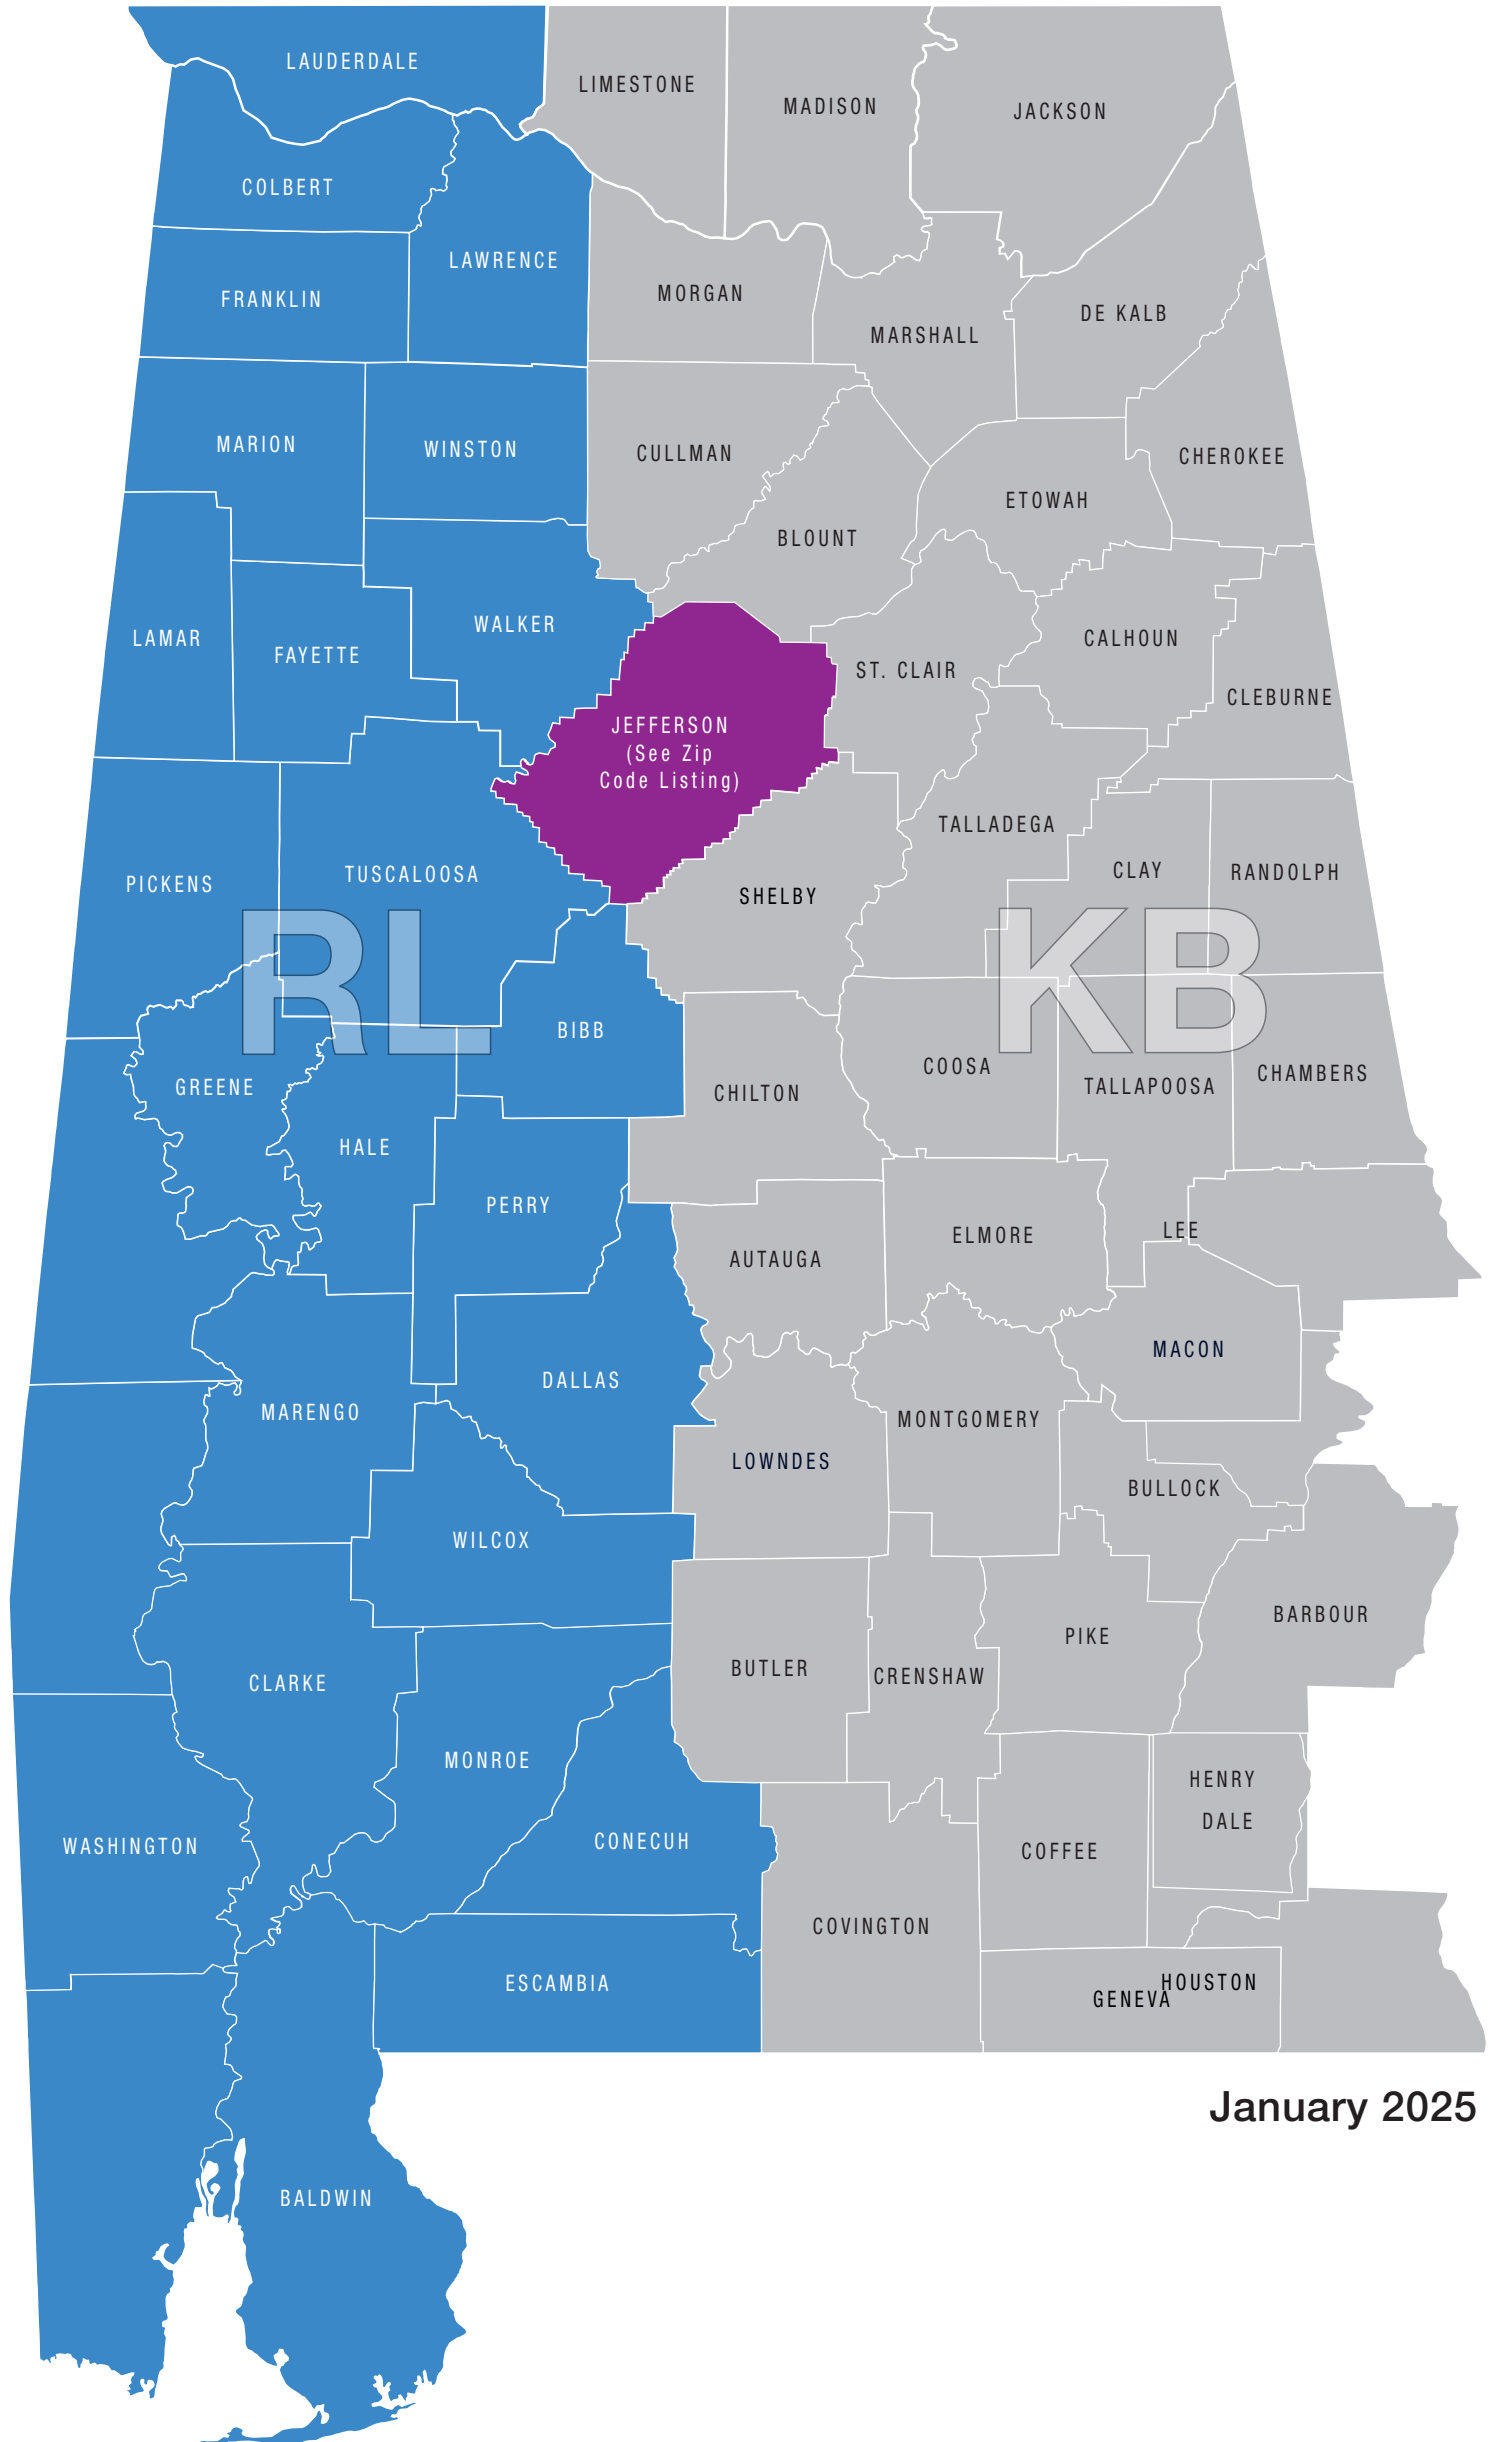 LAUDERDALE
LIMESTONE
MADISON
JACKSON
COLBERT
LAWRENCE
FRANKLIN
MORGAN
MARSHALL
DE KALB
MARION
WINSTON
CULLMAN
CHEROKEE
ETOWAH
BLOUNT
WALKER
LAMAR
FAYETTE
CALHOUN
ST. CLAIR
CLEBURNE
JEFFERSON
(See Zip
Code Listing)
TALLADEGA
PICKENS
TUSCALOOSA
SHELBY
CLAY
RANDOLPH
RL
KB
BIBB
GREENE
CHILTON
COOSA
TALLAPOOSA
CHAMBERS
HALE
PERRY
AUTAUGA
ELMORE
LEE
MACON
DALLAS
MARENGO
MONTGOMERY
LOWNDES
BULLOCK
WILCOX
BARBOUR
PIKE
CLARKE
BUTLER
CRENSHAW
MONROE
HENRY
DALE
WASHINGTON
CONECUH
COFFEE
COVINGTON
ESCAMBIA
HOUSTON
GENEVA
January 2025
BALDWIN